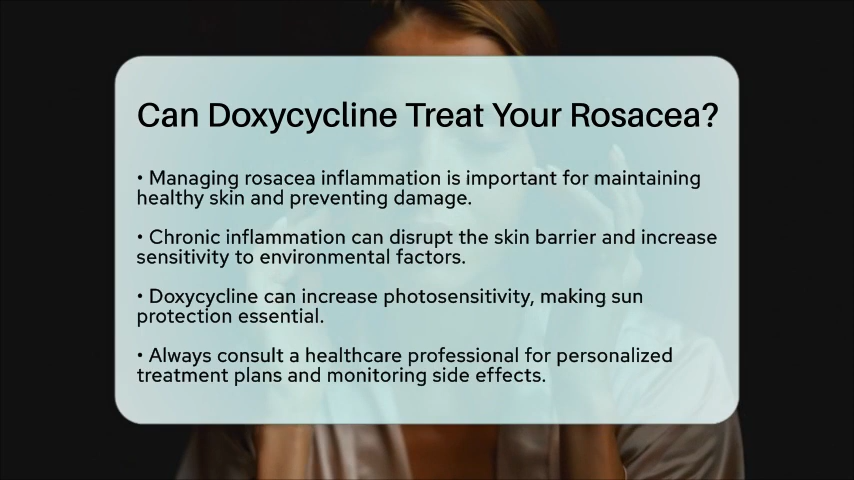 Can Doxycycline Treat Your Rosacea?
• Managing rosacea inflammation is important for maintaining
healthy skin and preventing damage.
• Chronic inflammation can disrupt the skin barrier and increase
sensitivity to environmental factors.
• Doxycycline can increase photosensitivity, making sun
protection essential.
• Always consult a healthcare professional for personalized
treatment plans and monitoring side effects.